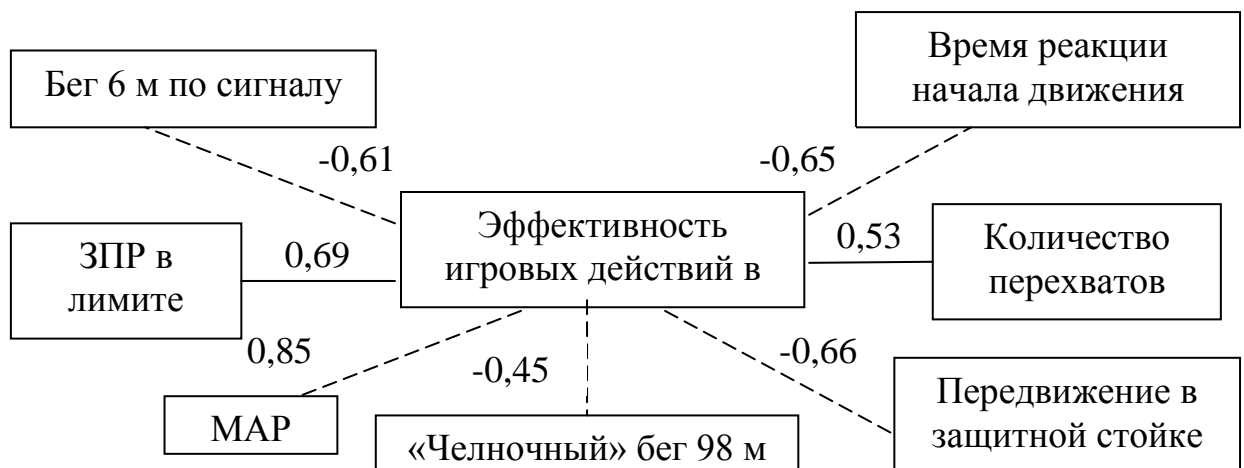 Бег 6 м по сигналу
Время реакции
начала движения
-0,61
-0,65
Эффективность
игровых действий в
ЗПР в
лимите
0,69
0,53
Количество
перехватов
0,85
-0,45
-0,66
МАР
«Челночный» бег 98 м
Передвижение в
защитной стойке